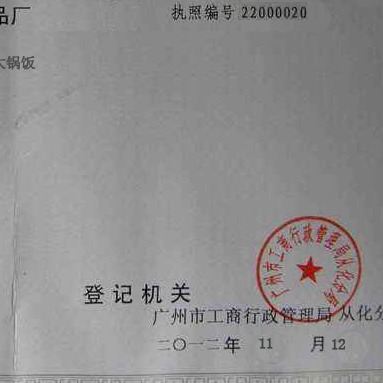 品厂
执照编号 22000020
大锅饭
广州市工商行政管理局从化分局
登记机关
广州市工商行政管理局 从化分
二〇一二年 11 月 12